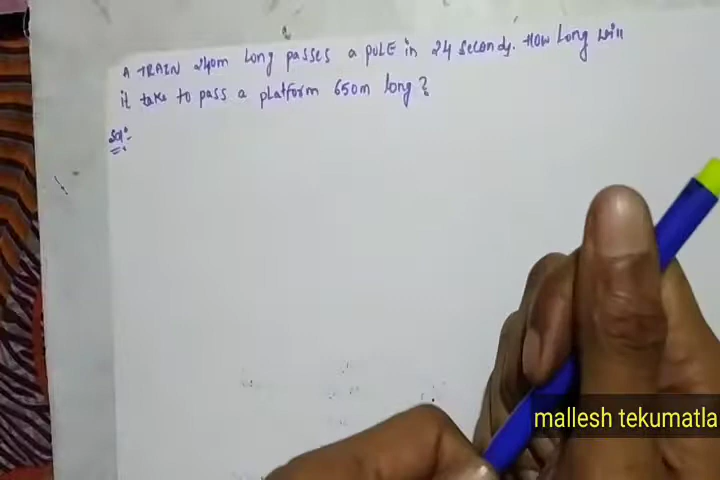 A TRAIN 240m long passes a POLE in 24 seconds. How long will
it take to pass a platform 650m long?
Sol:-
mallesh tekumatla